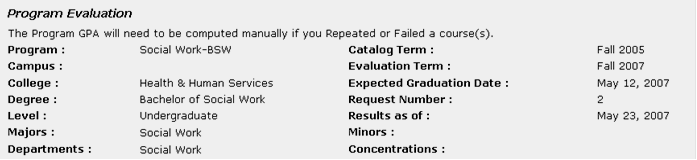 Program Evaluation
The Program GPA will need to be computed manually if you Repeated or Failed a course(s).
Program : Social Work-BSW Catalog Term : Fall 2005
Campus : Evaluation Term : Fall 2007
College : Health & Human Services Expected Graduation Date : May 12, 2007
Degree : Bachelor of Social Work Request Number : 2
Level : Undergraduate Results as of : May 23, 2007
Majors : Social Work Minors :
Departments : Social Work Concentrations :